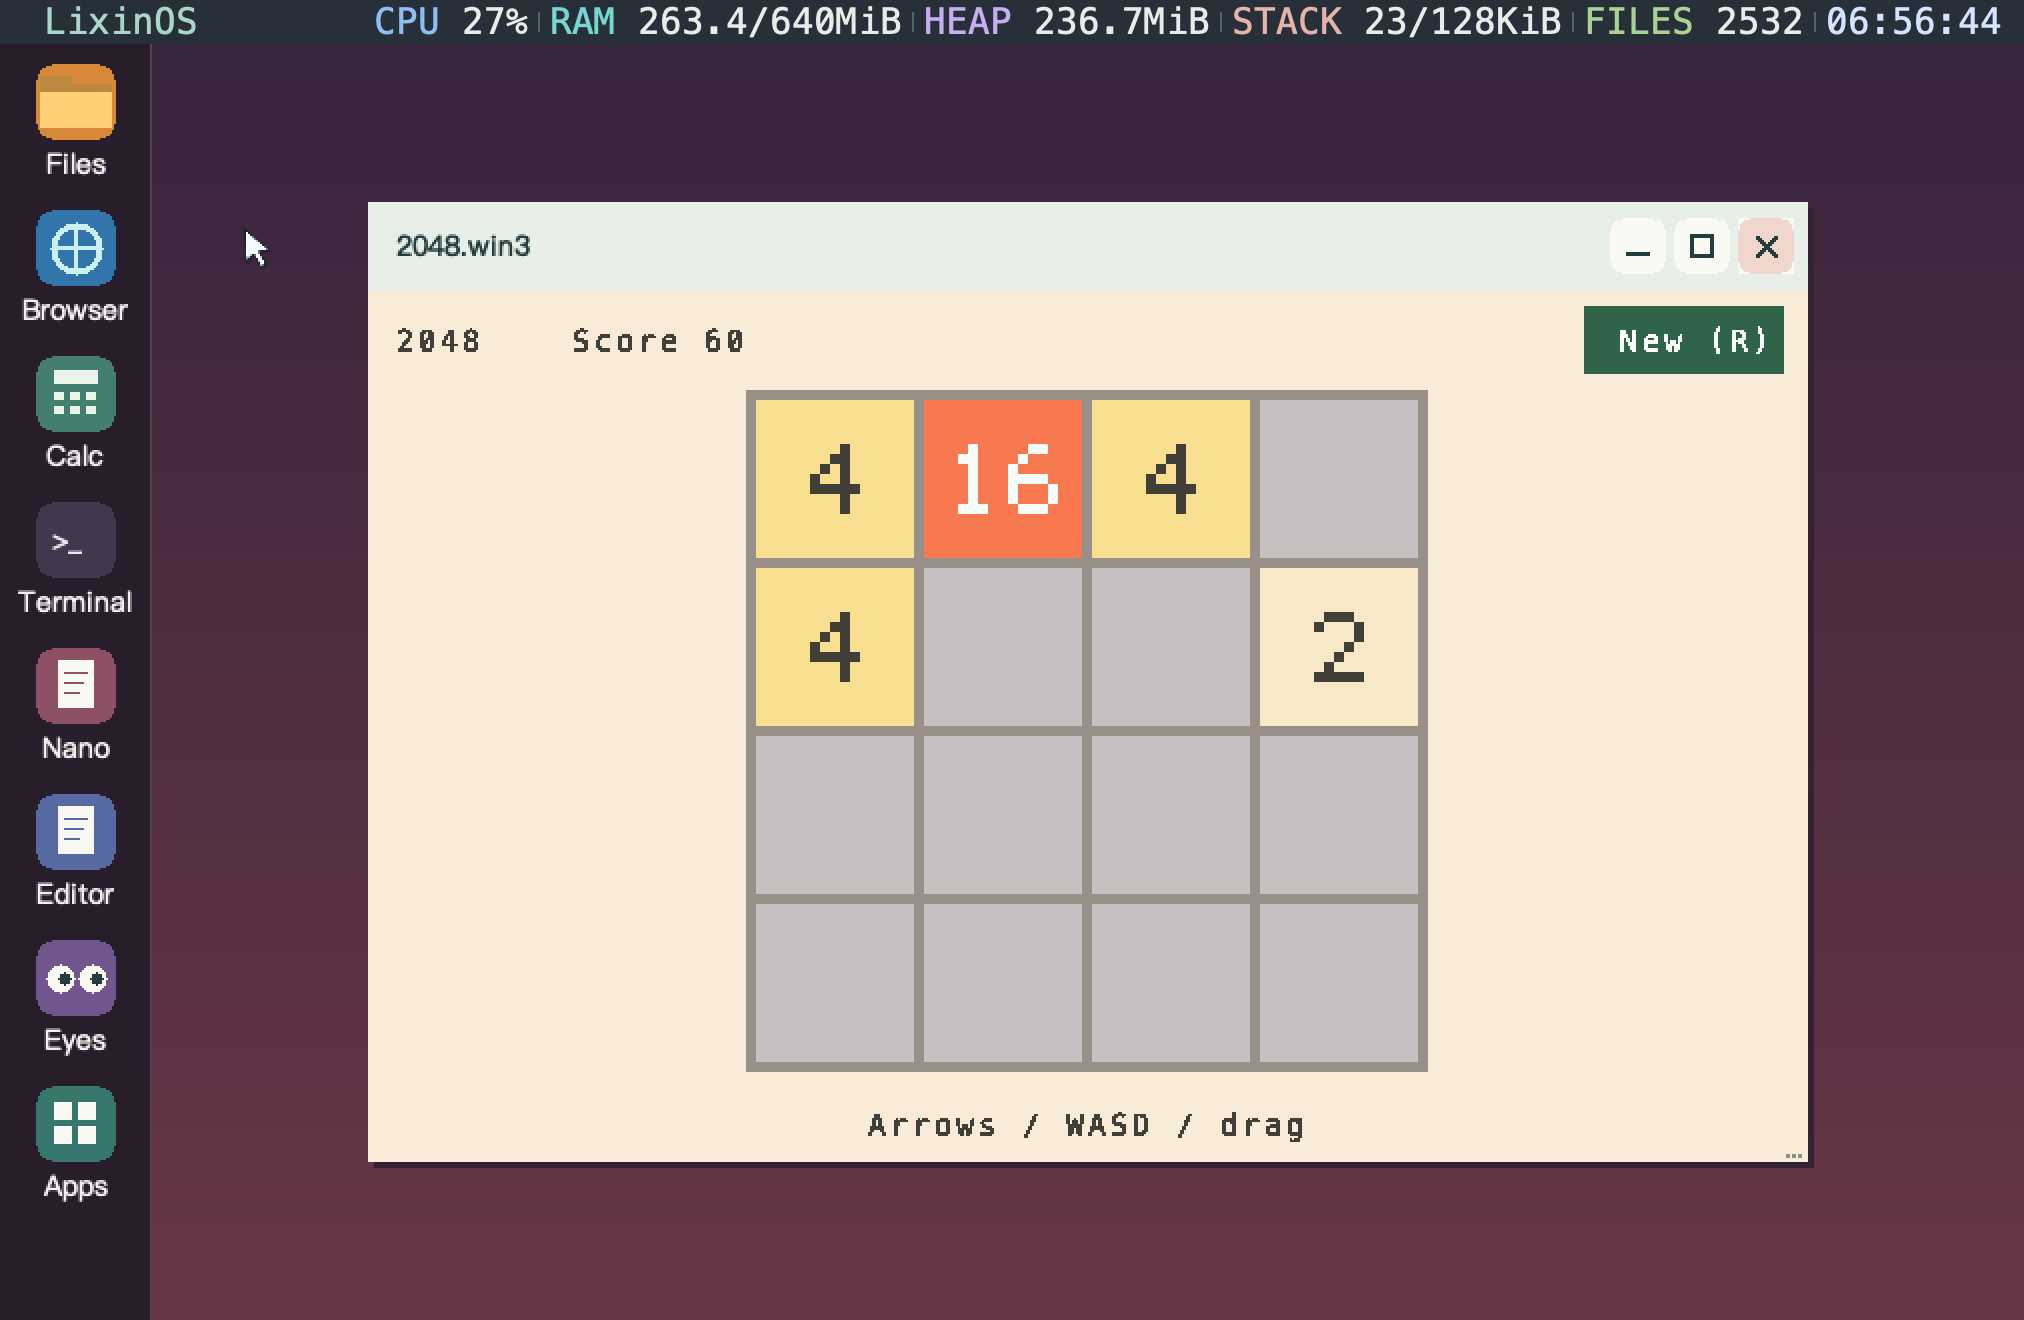 LixinOS CPU 27% RAM 263.4/640MiB HEAP 236.7MiB STACK 23/128KiB FILES 2532 06:56:44
Files
Browser
Calc
>_
Terminal
Nano
Editor
Eyes
Apps
2048.win3
2048 Score 60 New (R)
4 16 4
4 2
Arrows / WASD / drag